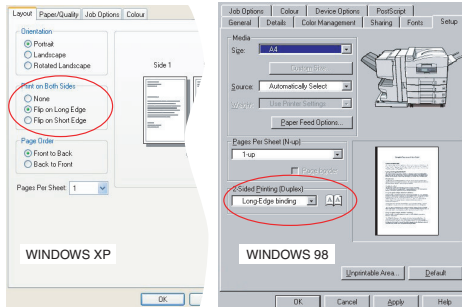 Layout Paper/Quality Job Options Colour
Orientation
Portrait
Landscape
Rotated Landscape
Print on Both Sides
None
Flip on Long Edge
Flip on Short Edge
Page Order
Front to Back
Back to Front
Pages Per Sheet: 1
Side 1
WINDOWS XP
OK
Job Options Colour Device Options PostScript
General Details Color Management Sharing Fonts Setup
Media
Size: A4
Custom Size
Source: Automatically Select
Weight: Use Printer Settings
Paper Feed Options...
Pages Per Sheet (N-up)
1-up
Page border
2-Sided Printing (Duplex)
Long-Edge binding
WINDOWS 98
Unprintable Area... Default
OK Cancel Apply Help